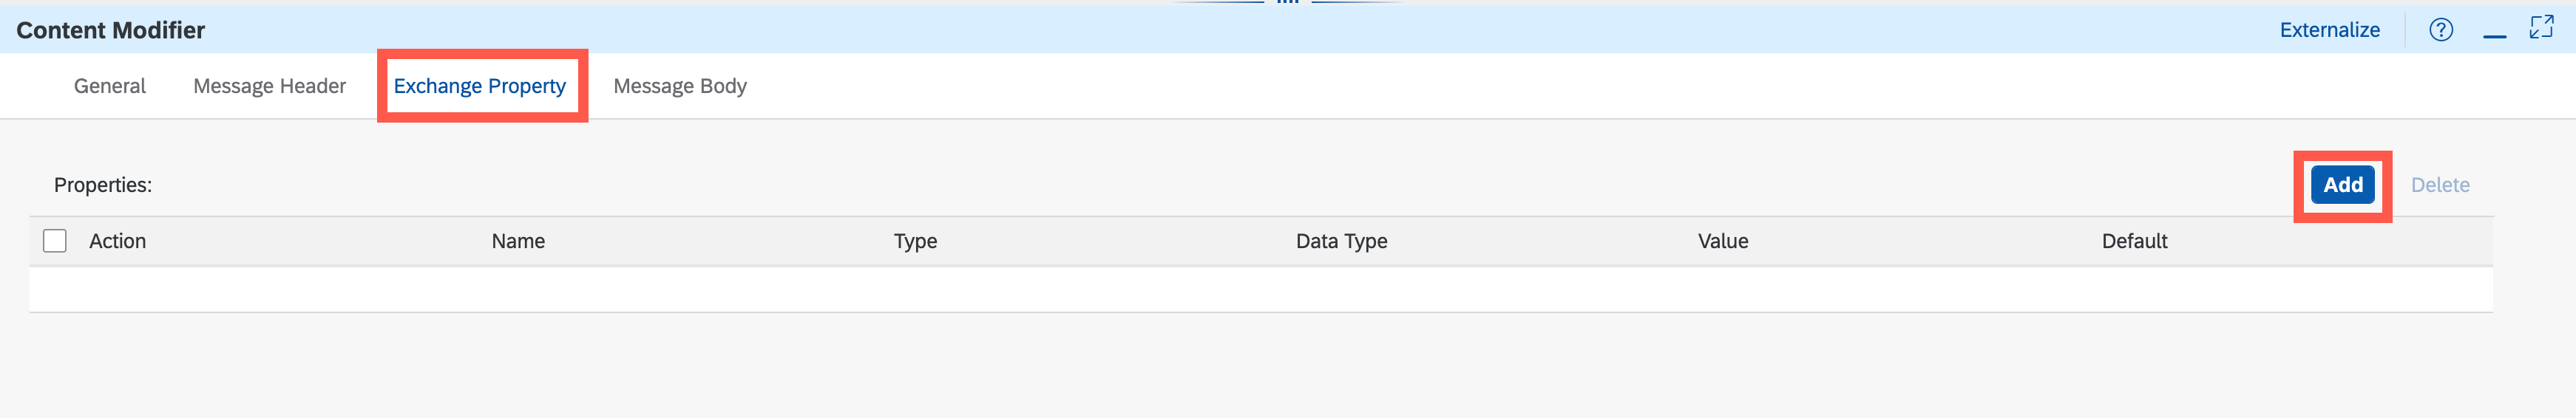 Content Modifier Externalize
General Message Header Exchange Property Message Body
Properties: Add Delete
Action Name Type Data Type Value Default